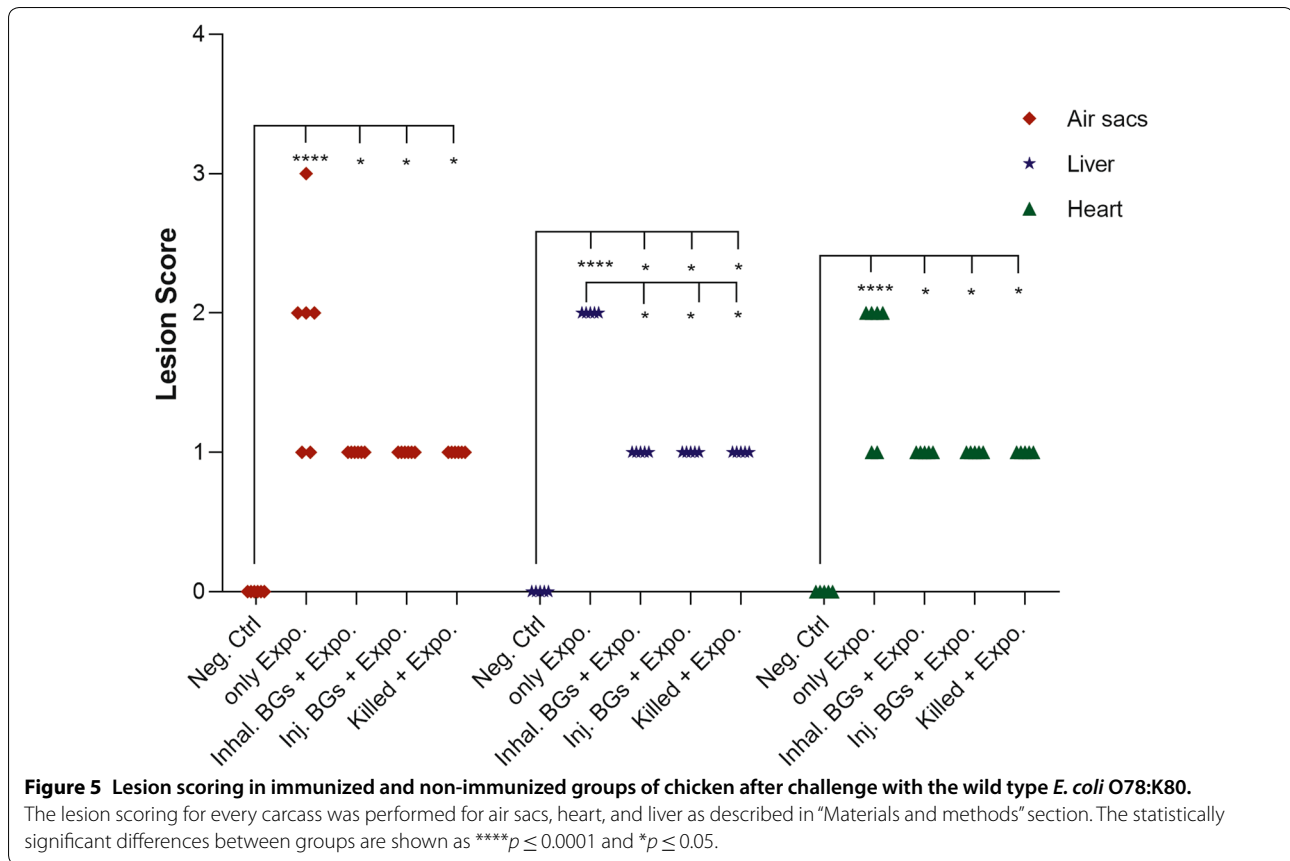 4
3
2
1
0
Lesion Score
Air sacs
Liver
Heart
**** * * *
**** * * *
* * *
**** * * *
Neg. Ctrl
only Expo.
Inhal. BGs + Expo.
Inj. BGs + Expo.
Killed + Expo.
Neg. Ctrl
only Expo.
Inhal. BGs + Expo.
Inj. BGs + Expo.
Killed + Expo.
Neg. Ctrl
only Expo.
Inhal. BGs + Expo.
Inj. BGs + Expo.
Killed + Expo.
Figure 5 Lesion scoring in immunized and non-immunized groups of chicken after challenge with the wild type E. coli O78:K80.
The lesion scoring for every carcass was performed for air sacs, heart, and liver as described in “Materials and methods” section. The statistically
significant differences between groups are shown as ****p ≤ 0.0001 and *p ≤ 0.05.